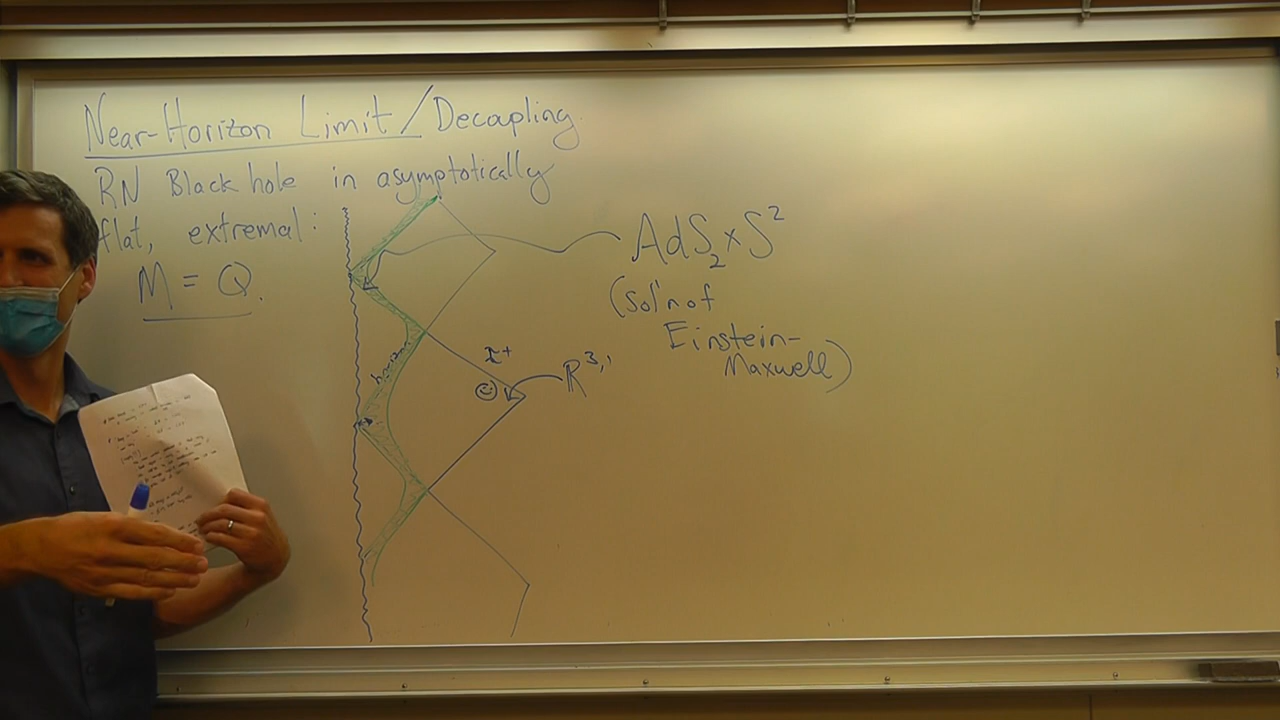 Near-Horizon Limit/Decoupling.
RN Black hole in asymptotically
flat, extremal:
M = Q.
AdS₂×S²
(Sol'n of
Einstein-
Maxwell)
horizon
I⁺
R³,¹